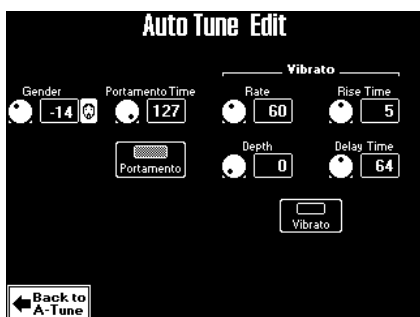 Auto Tune Edit
Vibrato
Gender
Portamento Time
Rate
Rise Time
-14
127
60
5
Portamento
Depth
Delay Time
0
64
Vibrato
Back to
A-Tune